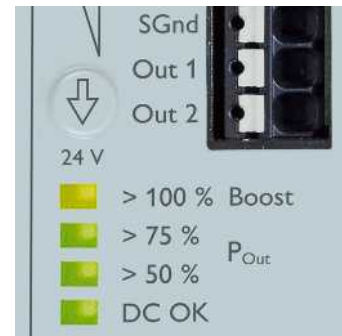 SGnd
Out 1
Out 2
24 V
> 100 % Boost
> 75 %
P_Out
> 50 %
DC OK